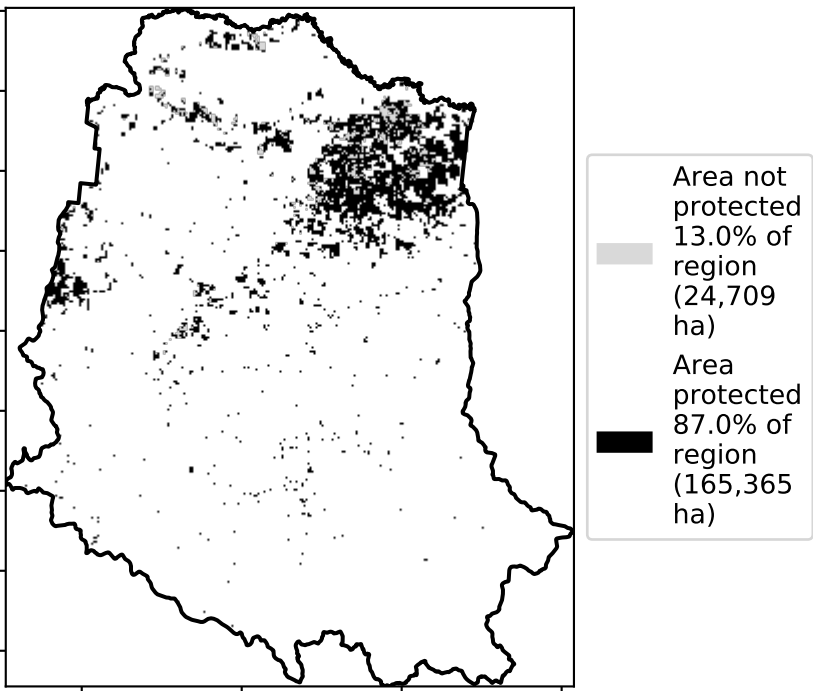 Area not
protected
13.0% of
region
(24,709
ha)
Area
protected
87.0% of
region
(165,365
ha)